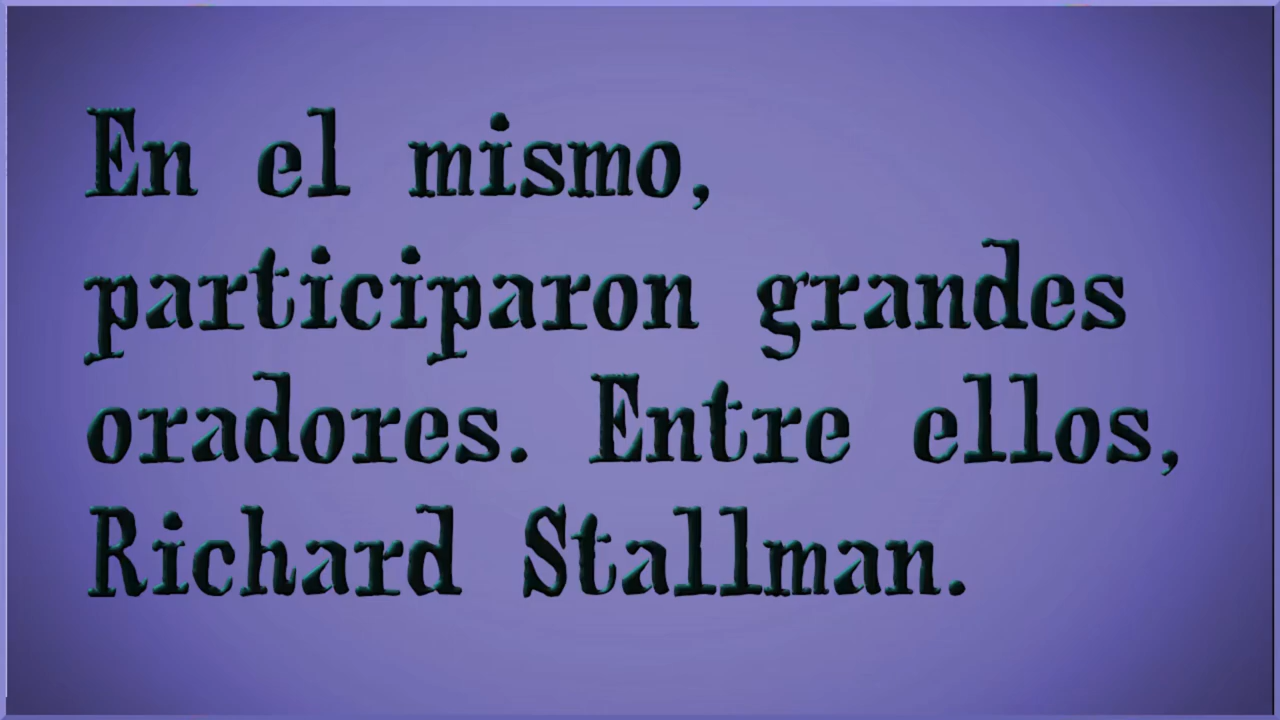 En el mismo,
participaron grandes
oradores. Entre ellos,
Richard Stallman.